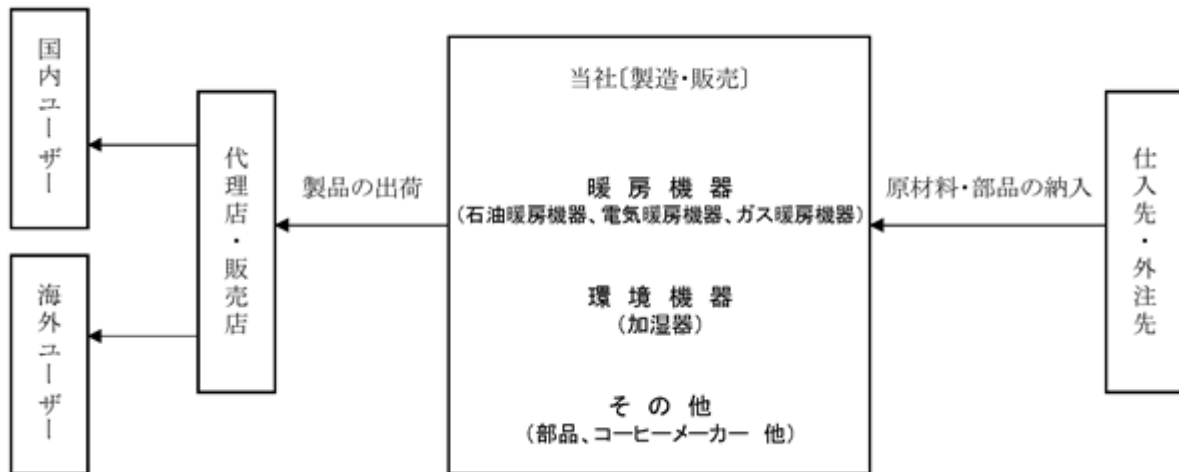 国内ユーザー
海外ユーザー
代理店・販売店
製品の出荷
当社〔製造・販売〕
暖房機器
(石油暖房機器、電気暖房機器、ガス暖房機器)
環境機器
(加湿器)
その他
(部品、コーヒーメーカー 他)
原材料・部品の納入
仕入先・外注先